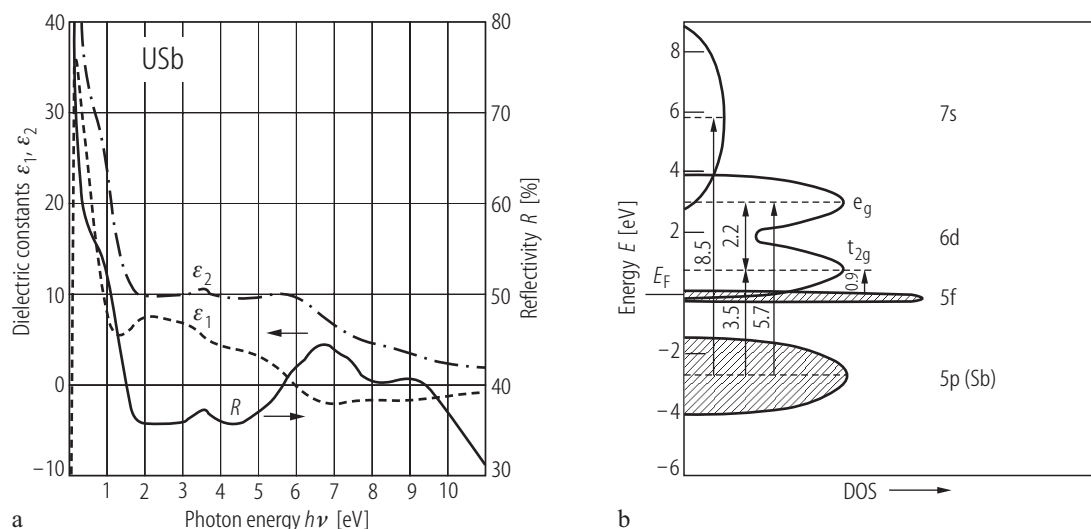 40
30
20
10
0
−10
Dielectric constants ε1, ε2
USb
ε2
ε1
R
80
70
60
50
40
30
Reflectivity R [%]
1 2 3 4 5 6 7 8 9 10
Photon energy hν [eV]
a
8
6
4
2
EF
−2
−4
−6
Energy E [eV]
7s
eg
6d
t2g
5f
5p (Sb)
8.5
2.2
3.5
5.7
0.9
DOS
b